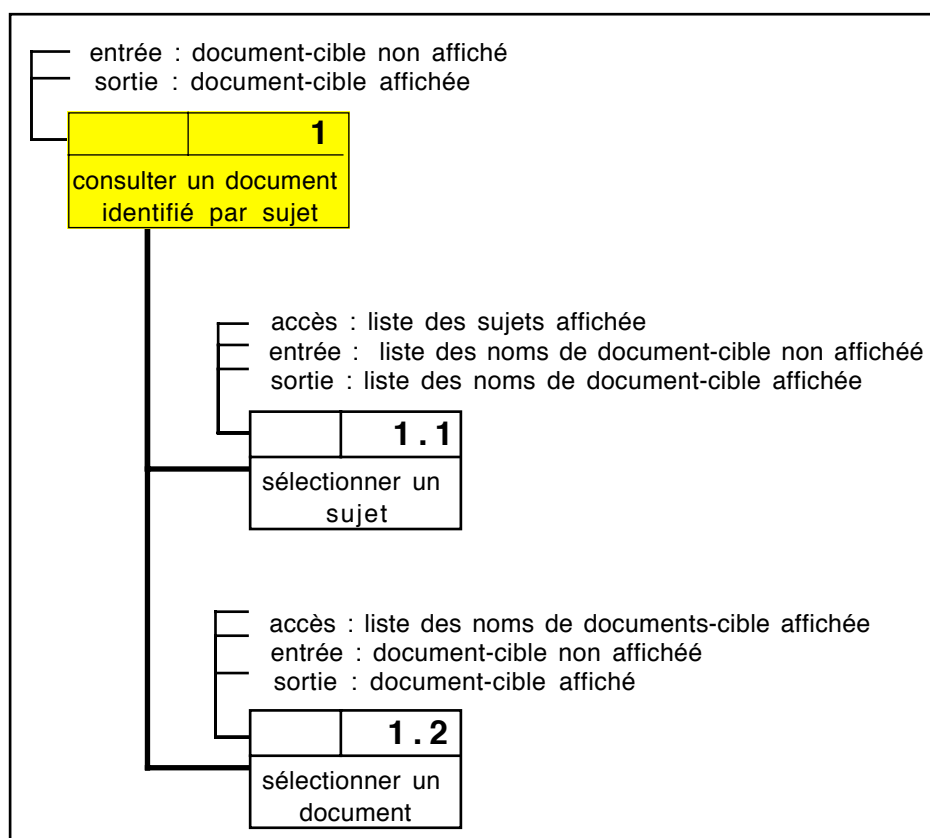 entrée : document-cible non affiché
sortie : document-cible affichée
1
consulter un document
identifié par sujet
accès : liste des sujets affichée
entrée : liste des noms de document-cible non affichéé
sortie : liste des noms de document-cible affichée
1.1
sélectionner un
sujet
accès : liste des noms de documents-cible affichée
entrée : document-cible non affichéé
sortie : document-cible affiché
1.2
sélectionner un
document